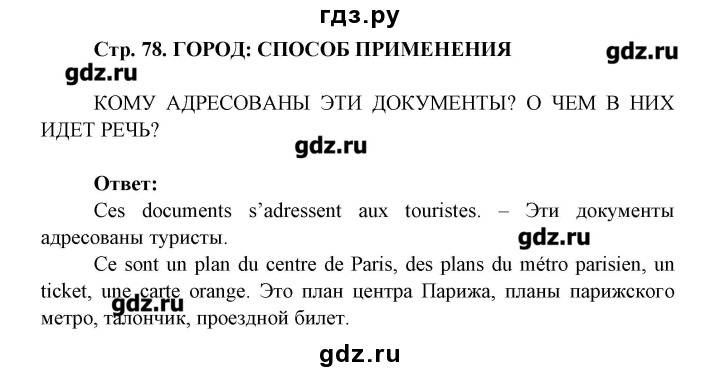 гдз.ру
Стр. 78. ГОРОД: СПОСОБ ПРИМЕНЕНИЯ
gdz.ru
gdz.ru
КОМУ АДРЕСОВАНЫ ЭТИ ДОКУМЕНТЫ? О ЧЕМ В НИХ
ИДЕТ РЕЧЬ?
gdz.ru
Ответ:
Ces documents s’adressent aux touristes. – Эти документы
адресованы туристы.
gdz.ru
Ce sont un plan du centre de Paris, des plans du métro parisien, un
ticket, une carte orange. Это план центра Парижа, планы парижского
gdz.ru
метро, талончик, проездной билет.
gdz.ru